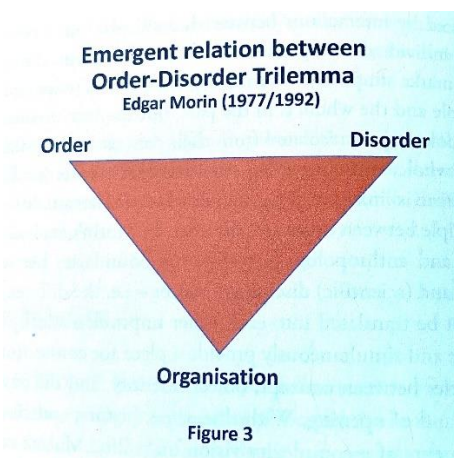 Emergent relation between
Order-Disorder Trilemma
Edgar Morin (1977/1992)
Order
Disorder
Organisation
Figure 3